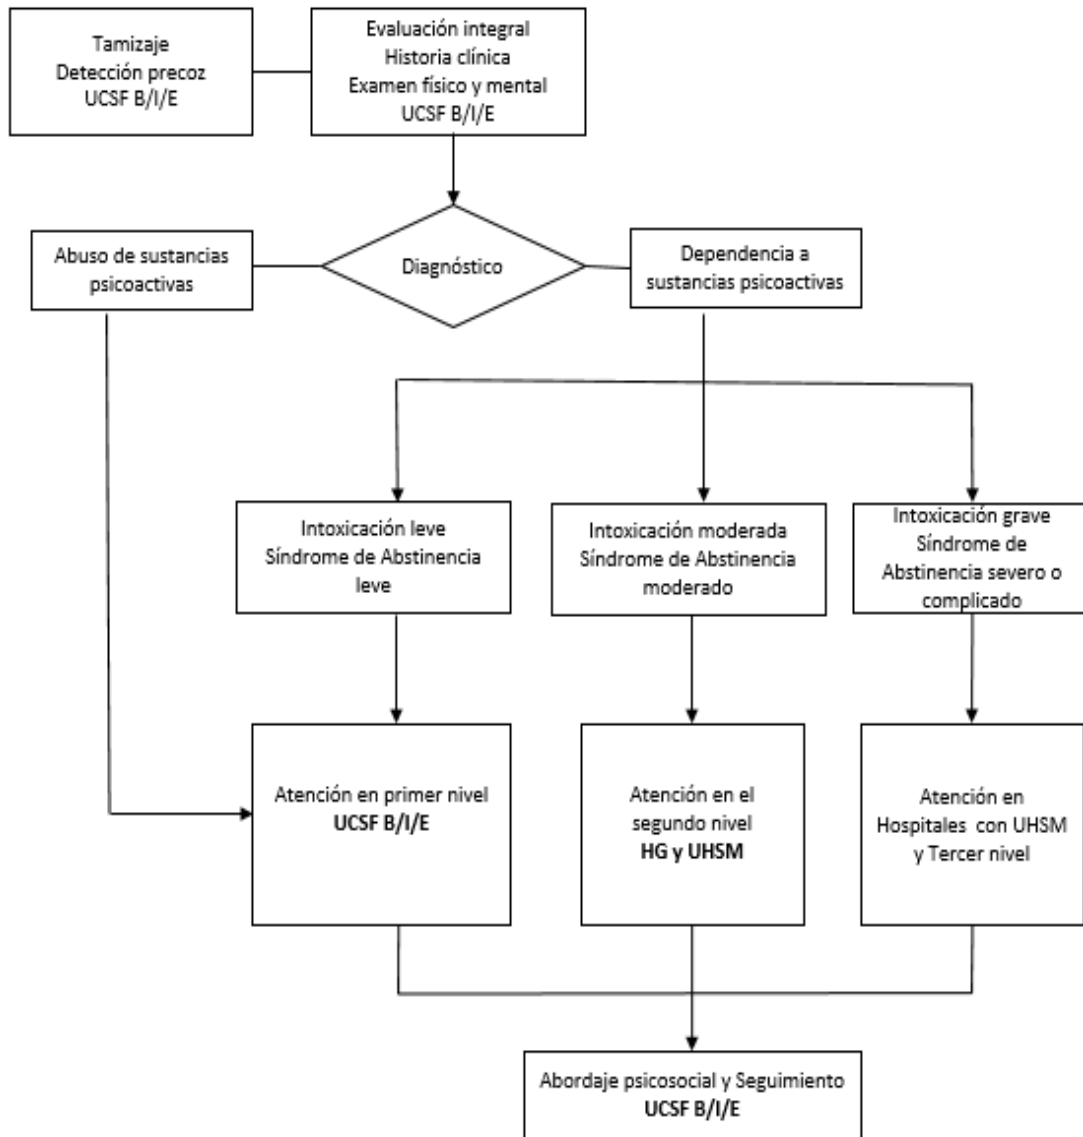 Tamizaje
Detección precoz
UCSF B/I/E
Evaluación integral
Historia clínica
Examen físico y mental
UCSF B/I/E
Abuso de sustancias
psicoactivas
Diagnóstico
Dependencia a
sustancias psicoactivas
Intoxicación leve
Síndrome de Abstinencia
leve
Intoxicación moderada
Síndrome de Abstinencia
moderado
Intoxicación grave
Síndrome de
Abstinencia severo o
complicado
Atención en primer nivel
UCSF B/I/E
Atención en el
segundo nivel
HG y UHSM
Atención en
Hospitales con UHSM
y Tercer nivel
Abordaje psicosocial y Seguimiento
UCSF B/I/E